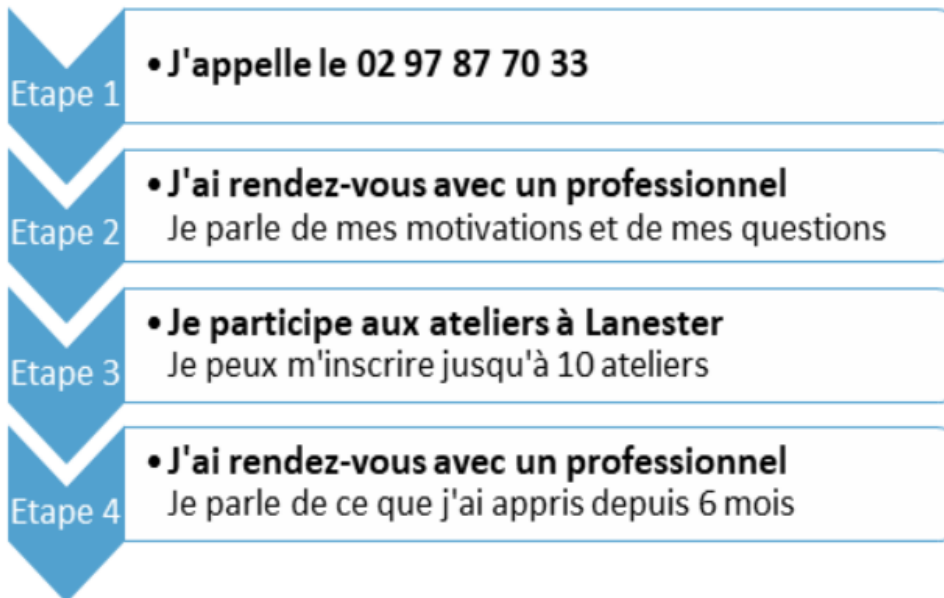 Etape 1
• J'appelle le 02 97 87 70 33
Etape 2
• J'ai rendez-vous avec un professionnel
Je parle de mes motivations et de mes questions
Etape 3
• Je participe aux ateliers à Lanester
Je peux m'inscrire jusqu'à 10 ateliers
Etape 4
• J'ai rendez-vous avec un professionnel
Je parle de ce que j'ai appris depuis 6 mois